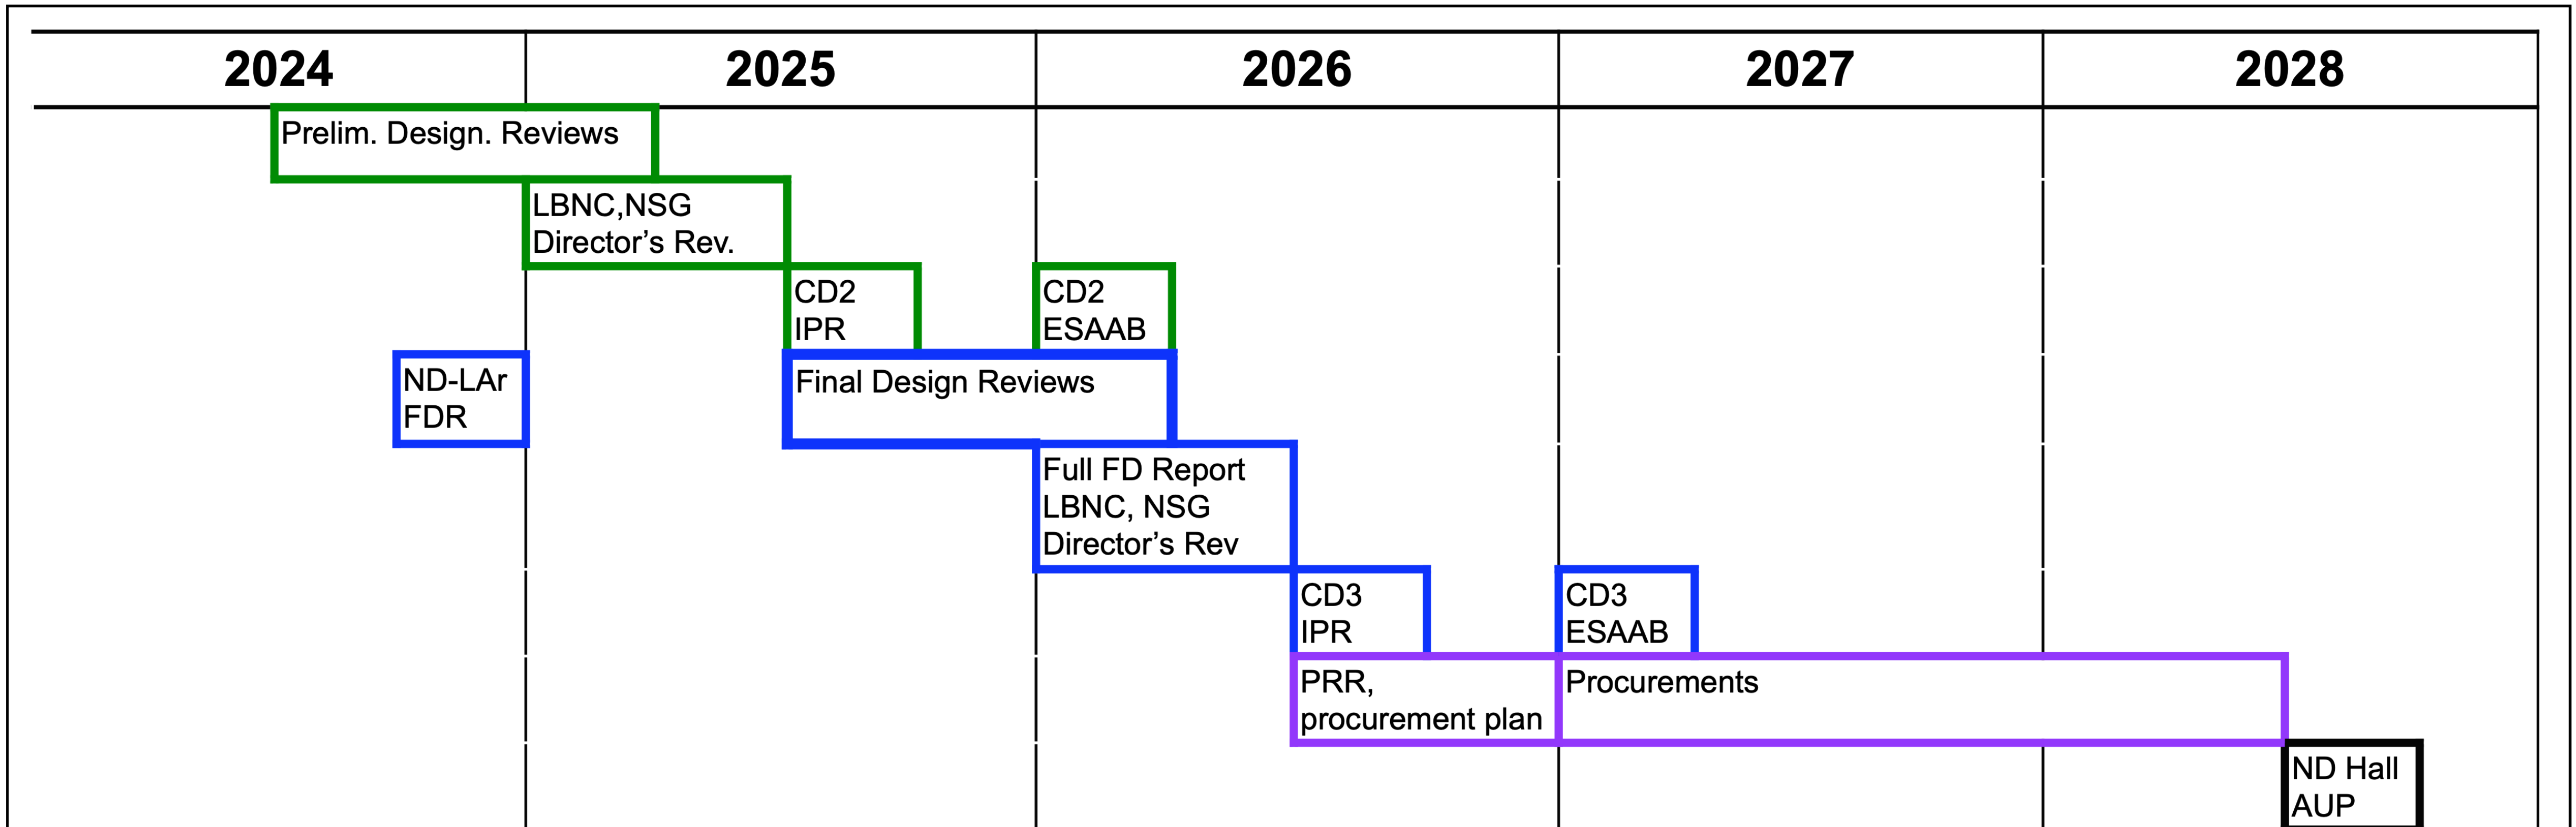 2024 2025 2026 2027 2028
Prelim. Design. Reviews
LBNC,NSG
Director’s Rev.
CD2
IPR
CD2
ESAAB
ND-LAr
FDR
Final Design Reviews
Full FD Report
LBNC, NSG
Director’s Rev
CD3
IPR
CD3
ESAAB
PRR,
procurement plan
Procurements
ND Hall
AUP